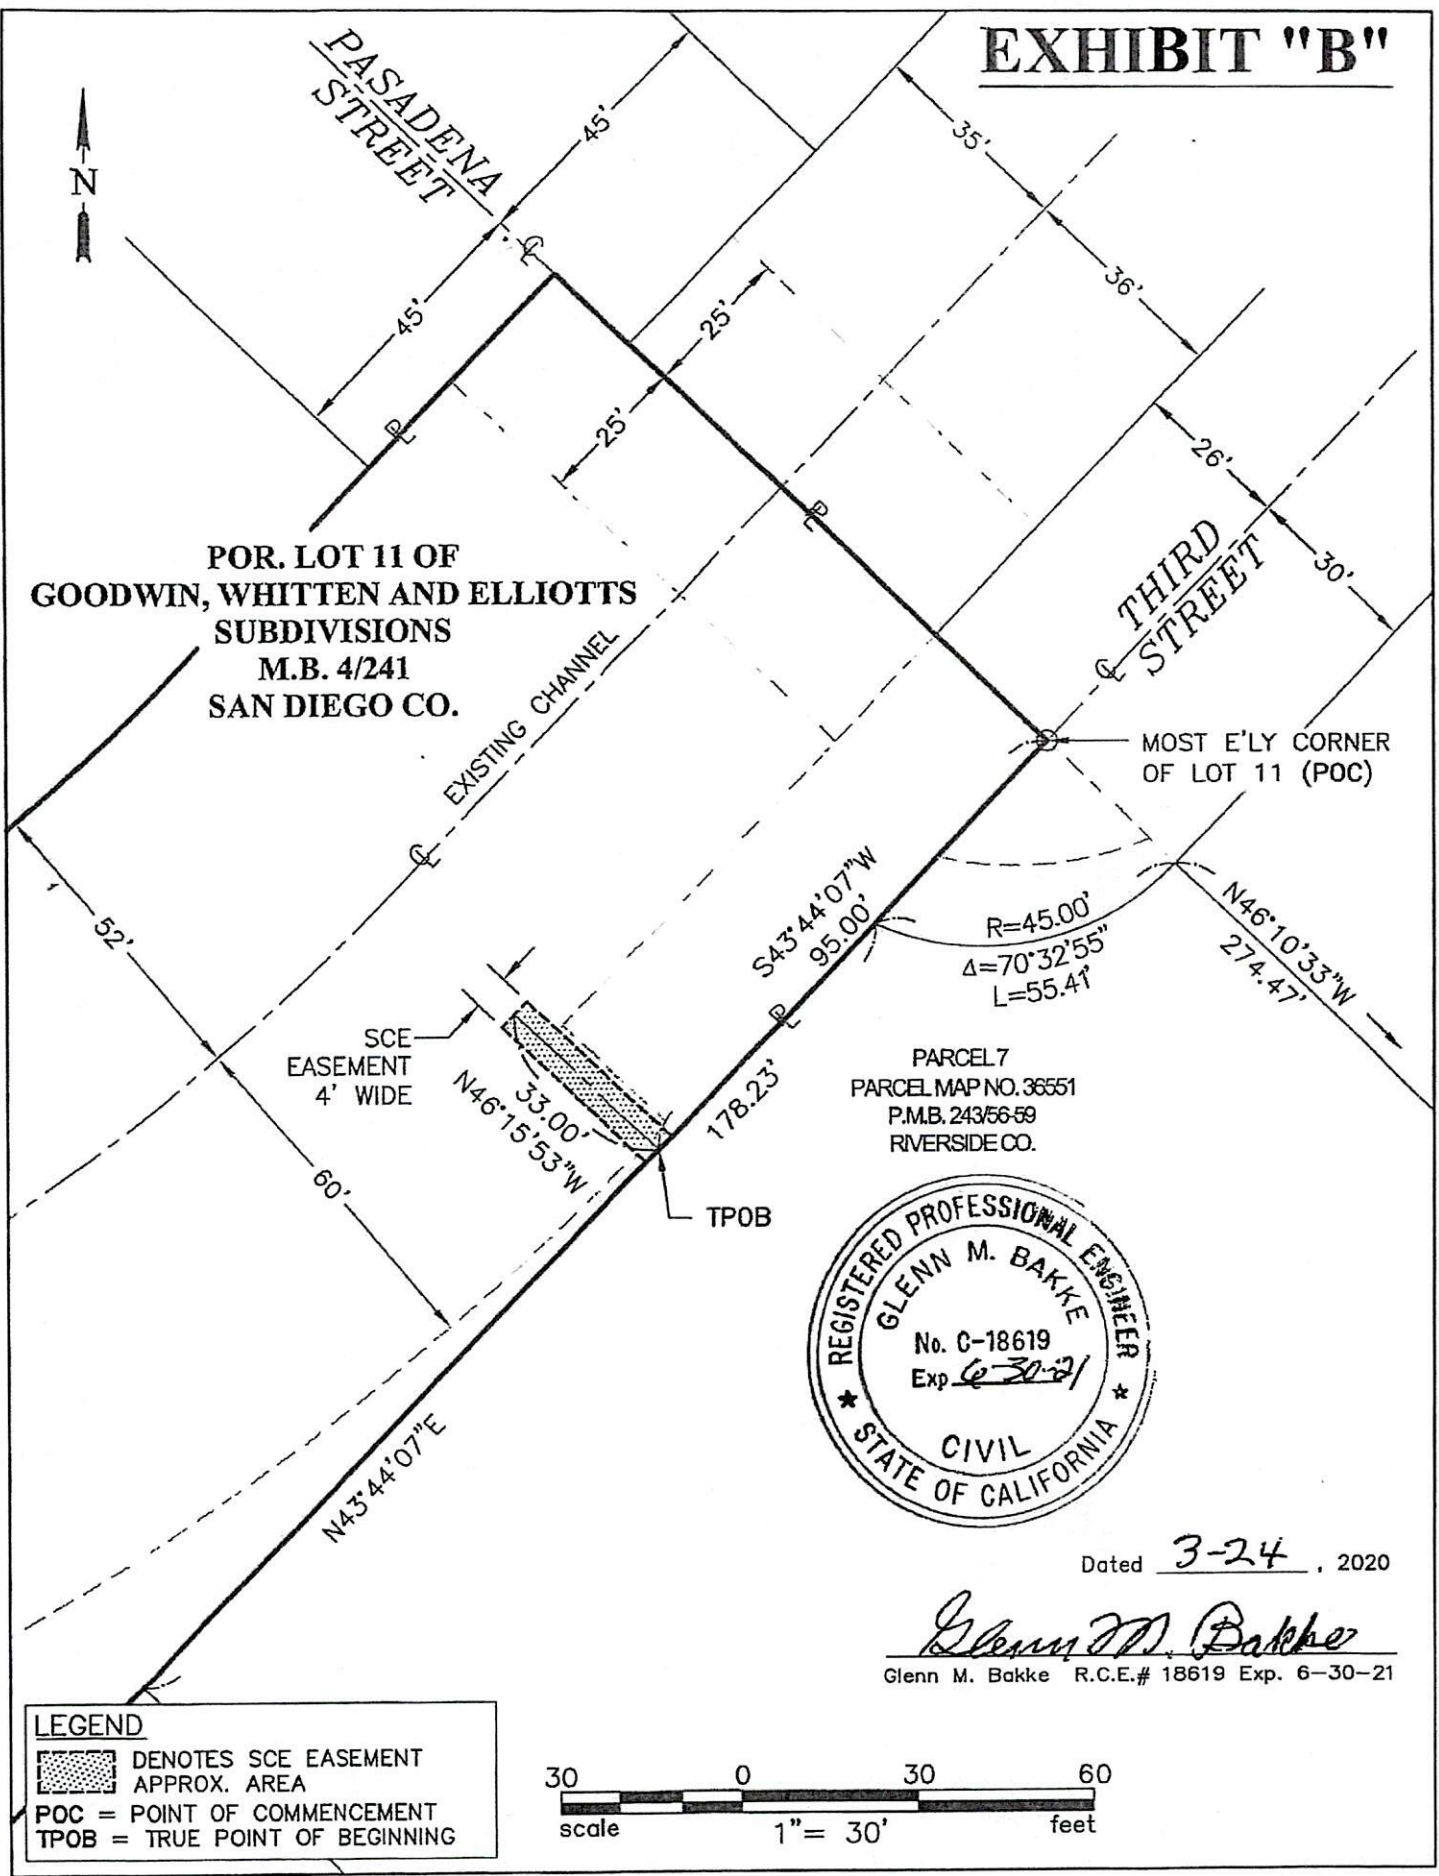 EXHIBIT "B"
N
PASADENA
STREET
45'
45'
35'
36'
25'
25'
26'
30'
THIRD
STREET
POR. LOT 11 OF
GOODWIN, WHITTEN AND ELLIOTTS
SUBDIVISIONS
M.B. 4/241
SAN DIEGO CO.
EXISTING CHANNEL
MOST E'LY CORNER
OF LOT 11 (POC)
52'
60'
S43°44'07"W
95.00'
R=45.00'
Δ=70°32'55"
L=55.41'
N46°10'33"W
274.47'
SCE
EASEMENT
4' WIDE
33.00'
N46°15'53"W
178.23'
TPOB
PARCEL 7
PARCEL MAP NO. 36551
P.M.B. 243/56-59
RIVERSIDE CO.
REGISTERED PROFESSIONAL ENGINEER
GLENN M. BAKKE
No. C-18619
Exp 6-30-21
CIVIL
STATE OF CALIFORNIA
N43°44'07"E
Dated 3-24, 2020
Glenn M. Bakke
Glenn M. Bakke R.C.E.# 18619 Exp. 6-30-21
LEGEND
DENOTES SCE EASEMENT
APPROX. AREA
POC = POINT OF COMMENCEMENT
TPOB = TRUE POINT OF BEGINNING
30 0 30 60
scale 1"= 30' feet